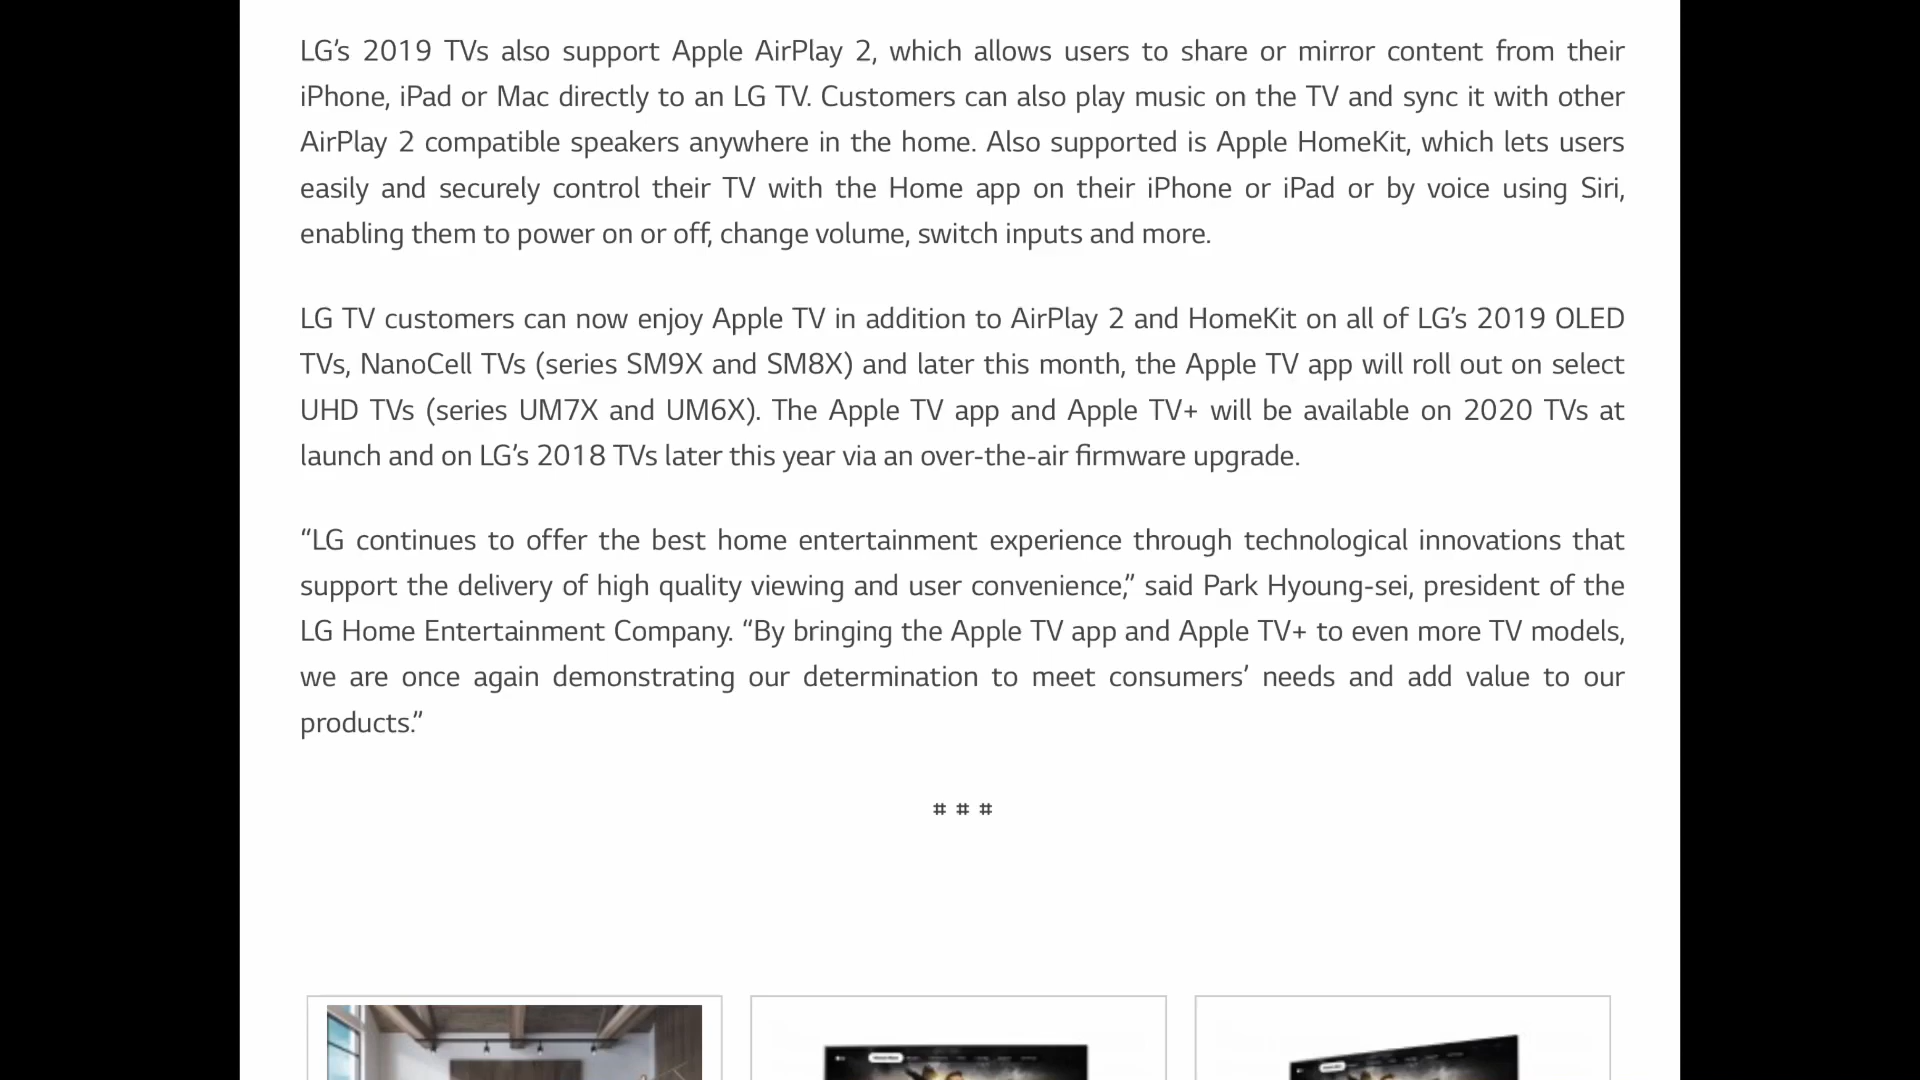 LG’s 2019 TVs also support Apple AirPlay 2, which allows users to share or mirror content from their
iPhone, iPad or Mac directly to an LG TV. Customers can also play music on the TV and sync it with other
AirPlay 2 compatible speakers anywhere in the home. Also supported is Apple HomeKit, which lets users
easily and securely control their TV with the Home app on their iPhone or iPad or by voice using Siri,
enabling them to power on or off, change volume, switch inputs and more.
LG TV customers can now enjoy Apple TV in addition to AirPlay 2 and HomeKit on all of LG’s 2019 OLED
TVs, NanoCell TVs (series SM9X and SM8X) and later this month, the Apple TV app will roll out on select
UHD TVs (series UM7X and UM6X). The Apple TV app and Apple TV+ will be available on 2020 TVs at
launch and on LG’s 2018 TVs later this year via an over-the-air firmware upgrade.
“LG continues to offer the best home entertainment experience through technological innovations that
support the delivery of high quality viewing and user convenience,” said Park Hyoung-sei, president of the
LG Home Entertainment Company. “By bringing the Apple TV app and Apple TV+ to even more TV models,
we are once again demonstrating our determination to meet consumers’ needs and add value to our
products.”
# # #